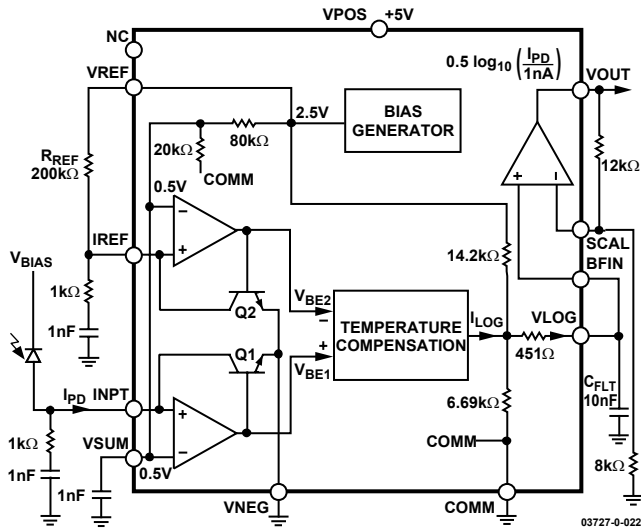 VPOS
+5V
NC
VREF
0.5 log10 (IPD / 1nA)
VOUT
2.5V
BIAS
GENERATOR
80kΩ
20kΩ
COMM
RREF
200kΩ
0.5V
12kΩ
IREF
14.2kΩ
SCAL
BFIN
VBIAS
1kΩ
1nF
Q2
VBE2
TEMPERATURE
COMPENSATION
ILOG
VLOG
451Ω
Q1
VBE1
IPD
INPT
6.69kΩ
CFLT
10nF
1kΩ
VSUM
0.5V
COMM
1nF
1nF
VNEG
COMM
8kΩ
03727-0-022
+
−
−
+
−
+
+
−